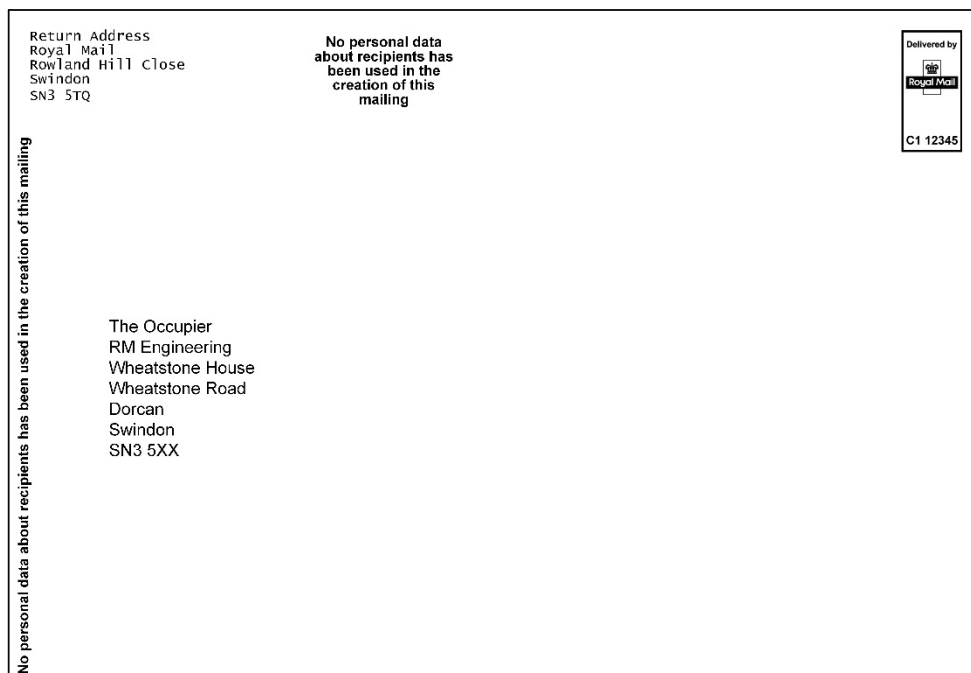 Return Address
Royal Mail
Rowland Hill Close
Swindon
SN3 5TQ
No personal data
about recipients has
been used in the
creation of this
mailing
Delivered by
Royal Mail
C1 12345
No personal data about recipients has been used in the creation of this mailing
The Occupier
RM Engineering
Wheatstone House
Wheatstone Road
Dorcan
Swindon
SN3 5XX